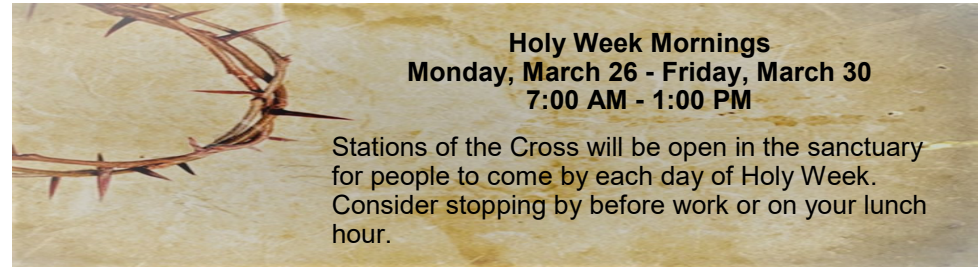 Holy Week Mornings
Monday, March 26 - Friday, March 30
7:00 AM - 1:00 PM
Stations of the Cross will be open in the sanctuary
for people to come by each day of Holy Week.
Consider stopping by before work or on your lunch
hour.